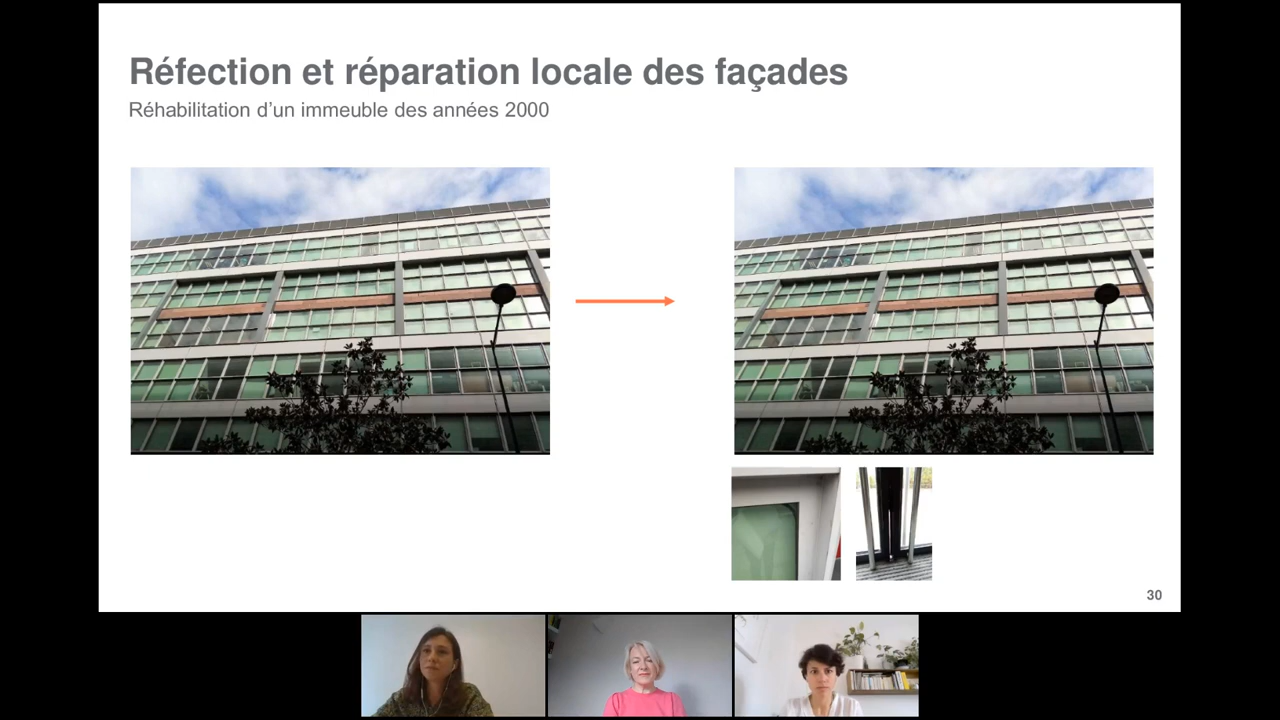 Réfection et réparation locale des façades
Réhabilitation d'un immeuble des années 2000
30